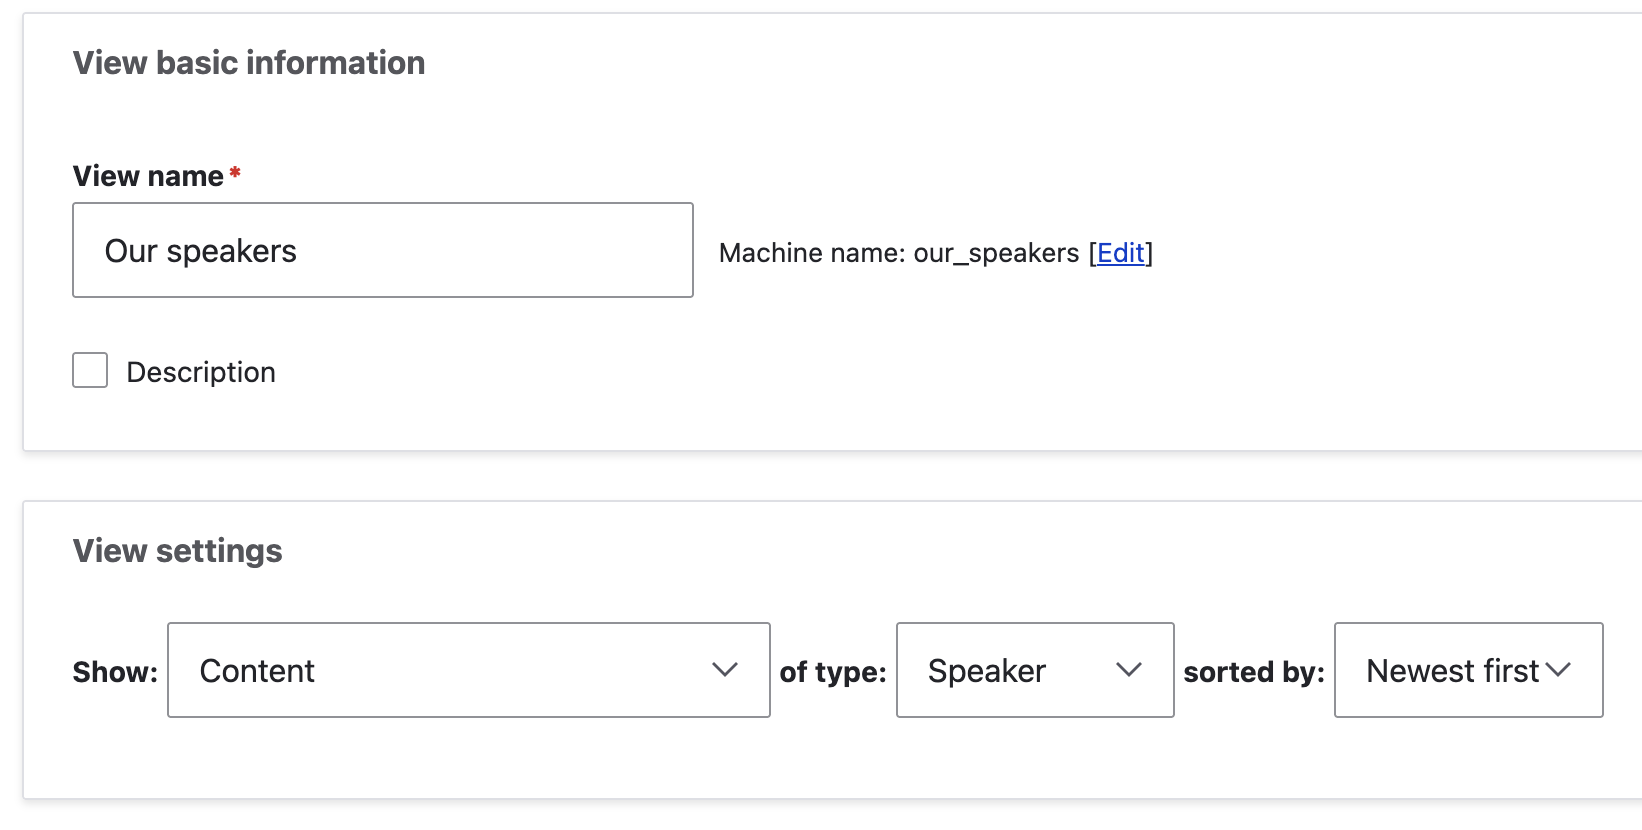 View basic information
View name*
Our speakers
Machine name: our_speakers [Edit]
Description
View settings
Show: Content of type: Speaker sorted by: Newest first